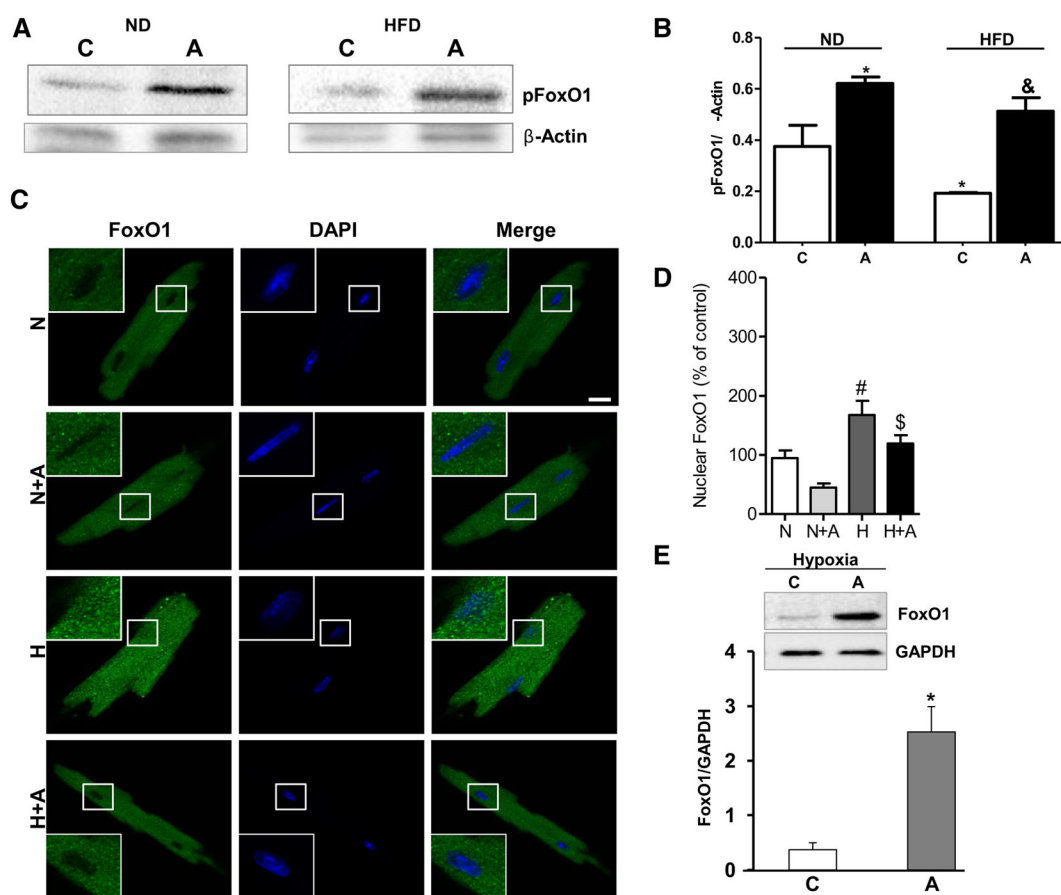 A
ND
HFD
C A
C A
pFoxO1
β-Actin
B
ND
HFD
pFoxO1/ -Actin
0.8
0.6
0.4
0.2
0.0
*
*
&
C A C A
C
FoxO1 DAPI Merge
N
N+A
H
H+A
D
Nuclear FoxO1 (% of control)
400
300
200
100
0
#
$
N N+A H H+A
E
Hypoxia
C A
FoxO1
GAPDH
FoxO1/GAPDH
4
3
2
1
0
*
C A